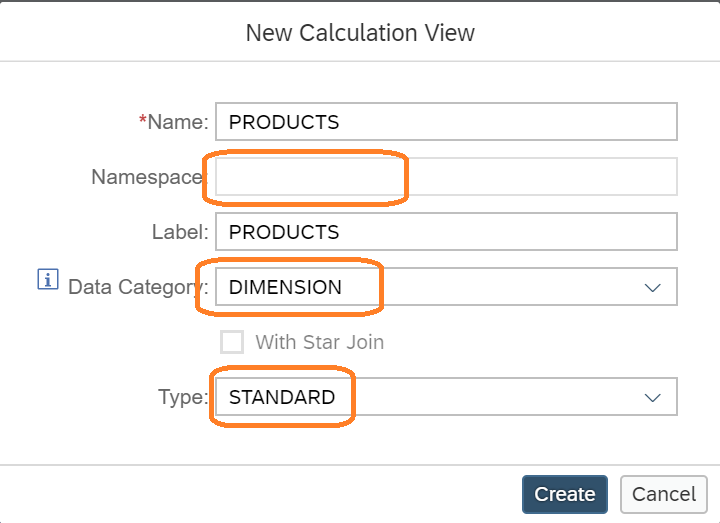 New Calculation View
*Name: PRODUCTS
Namespace:
Label: PRODUCTS
i Data Category: DIMENSION
With Star Join
Type: STANDARD
Create Cancel